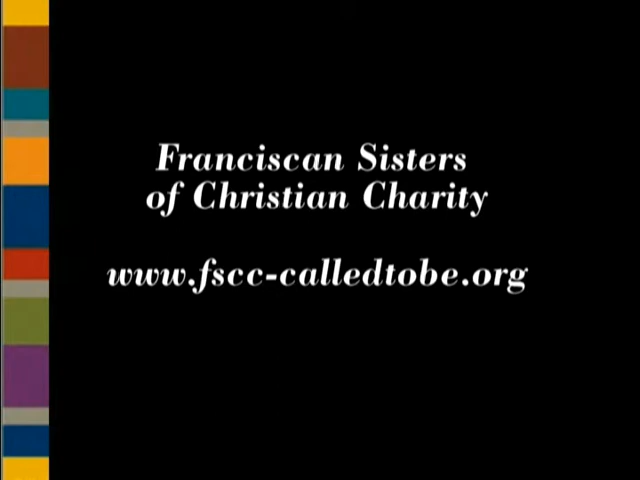 Franciscan Sisters
of Christian Charity
www.fscc-calledtobe.org